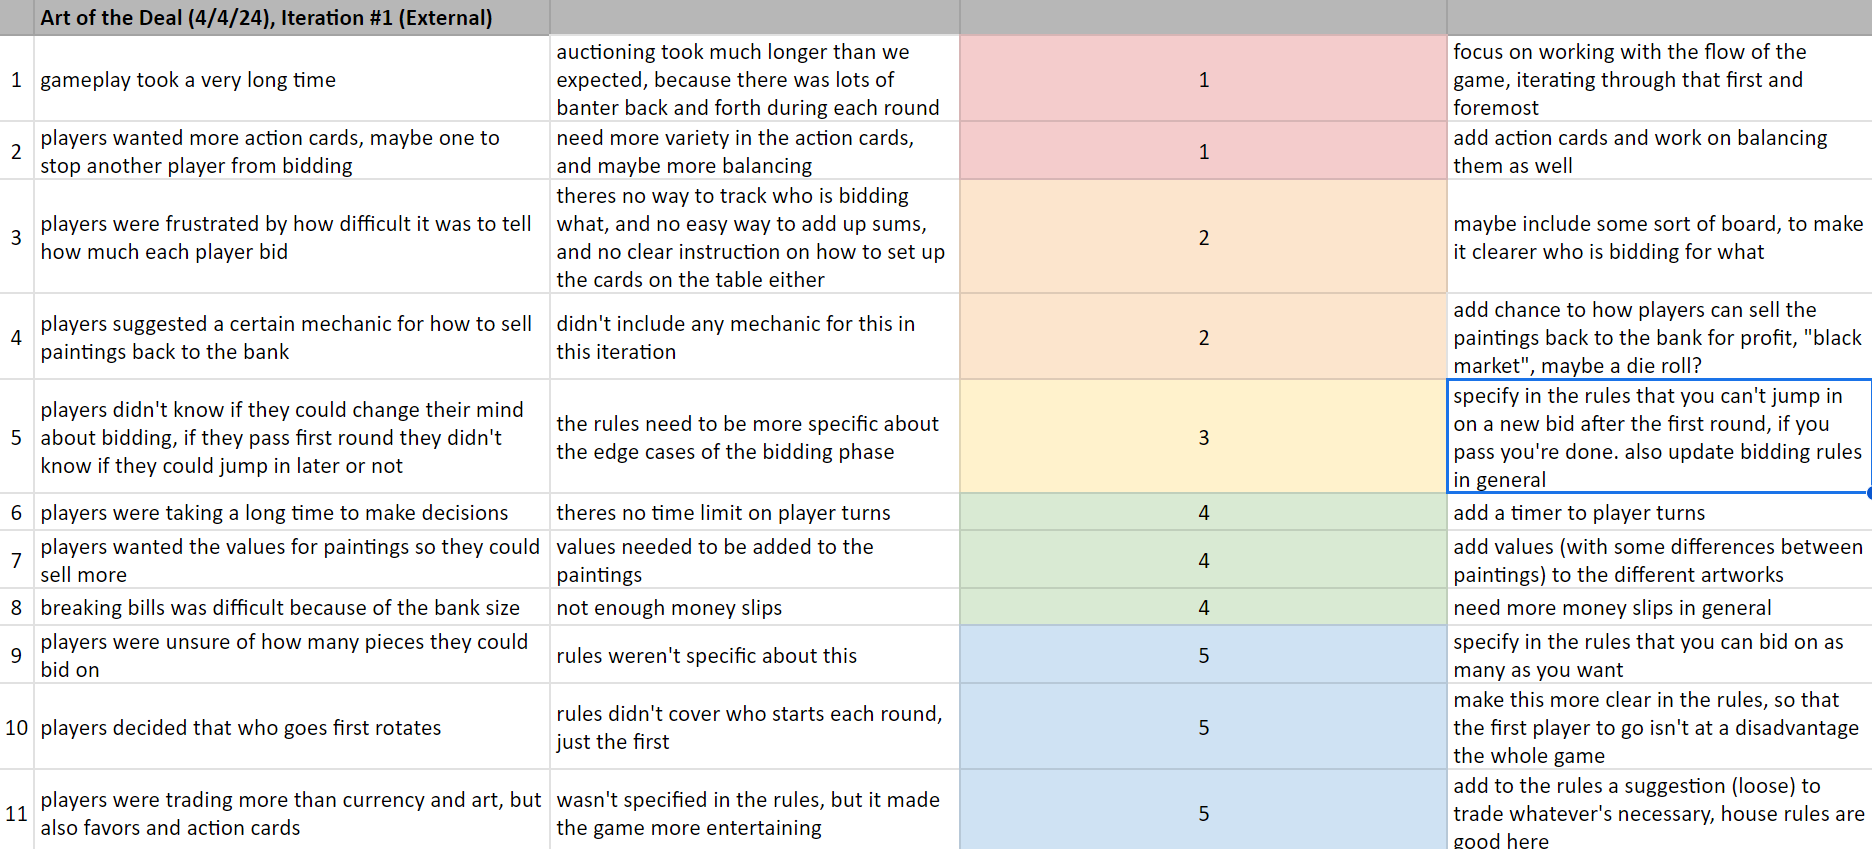 Art of the Deal (4/4/24), Iteration #1 (External)
1
gameplay took a very long time
auctioning took much longer than we
expected, because there was lots of
banter back and forth during each round
1
focus on working with the flow of the
game, iterating through that first and
foremost
2
players wanted more action cards, maybe one to
stop another player from bidding
need more variety in the action cards,
and maybe more balancing
1
add action cards and work on balancing
them as well
3
players were frustrated by how difficult it was to tell
how much each player bid
theres no way to track who is bidding
what, and no easy way to add up sums,
and no clear instruction on how to set up
the cards on the table either
2
maybe include some sort of board, to make
it clearer who is bidding for what
4
players suggested a certain mechanic for how to sell
paintings back to the bank
didn't include any mechanic for this in
this iteration
2
add chance to how players can sell the
paintings back to the bank for profit, "black
market", maybe a die roll?
5
players didn't know if they could change their mind
about bidding, if they pass first round they didn't
know if they could jump in later or not
the rules need to be more specific about
the edge cases of the bidding phase
3
specify in the rules that you can't jump in
on a new bid after the first round, if you
pass you're done. also update bidding rules
in general
6
players were taking a long time to make decisions
theres no time limit on player turns
4
add a timer to player turns
7
players wanted the values for paintings so they could
sell more
values needed to be added to the
paintings
4
add values (with some differences between
paintings) to the different artworks
8
breaking bills was difficult because of the bank size
not enough money slips
4
need more money slips in general
9
players were unsure of how many pieces they could
bid on
rules weren't specific about this
5
specify in the rules that you can bid on as
many as you want
10
players decided that who goes first rotates
rules didn't cover who starts each round,
just the first
5
make this more clear in the rules, so that
the first player to go isn't at a disadvantage
the whole game
11
players were trading more than currency and art, but
also favors and action cards
wasn't specified in the rules, but it made
the game more entertaining
5
add to the rules a suggestion (loose) to
trade whatever's necessary, house rules are
good here